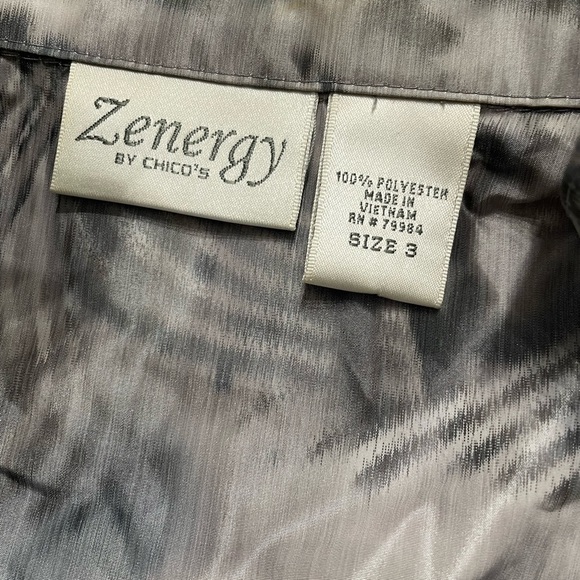 Zenergy
BY CHICO'S
100% POLYESTER
MADE IN
VIETNAM
RN # 79984
SIZE 3